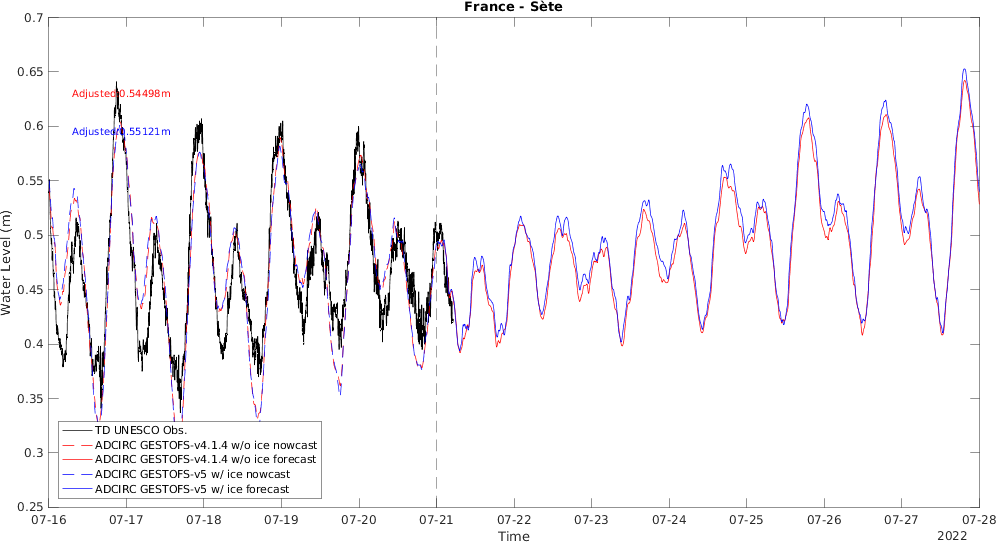 France - Sète
0.7
0.65
0.6
0.55
0.5
0.45
0.4
0.35
0.3
0.25
Water Level (m)
Adjusted 0.54498m
Adjusted 0.55121m
TD UNESCO Obs.
ADCIRC GESTOFS-v4.1.4 w/o ice nowcast
ADCIRC GESTOFS-v4.1.4 w/o ice forecast
ADCIRC GESTOFS-v5 w/ ice nowcast
ADCIRC GESTOFS-v5 w/ ice forecast
07-16 07-17 07-18 07-19 07-20 07-21 07-22 07-23 07-24 07-25 07-26 07-27 07-28
Time
2022